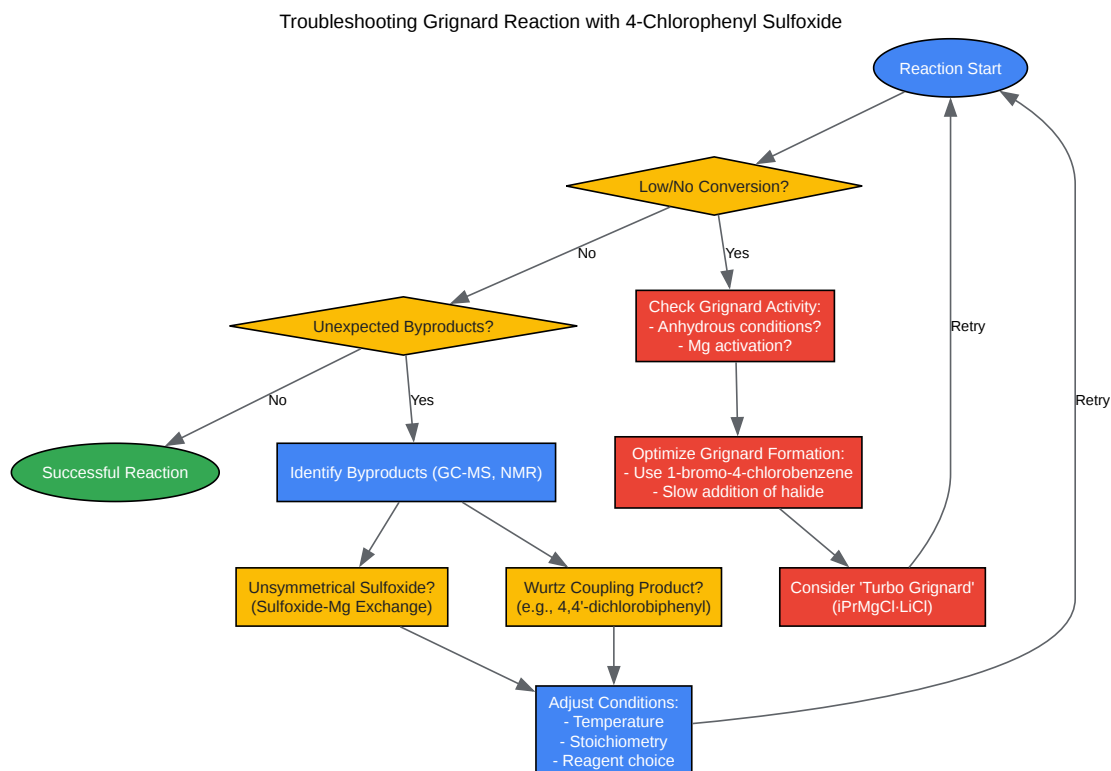 Troubleshooting Grignard Reaction with 4-Chlorophenyl Sulfoxide
Reaction Start
Low/No Conversion?
No
Yes
Unexpected Byproducts?
Check Grignard Activity:
- Anhydrous conditions?
- Mg activation?
Retry
Retry
No
Yes
Successful Reaction
Identify Byproducts (GC-MS, NMR)
Optimize Grignard Formation:
- Use 1-bromo-4-chlorobenzene
- Slow addition of halide
Unsymmetrical Sulfoxide?
(Sulfoxide-Mg Exchange)
Wurtz Coupling Product?
(e.g., 4,4'-dichlorobiphenyl)
Consider 'Turbo Grignard'
(iPrMgCl·LiCl)
Adjust Conditions:
- Temperature
- Stoichiometry
- Reagent choice